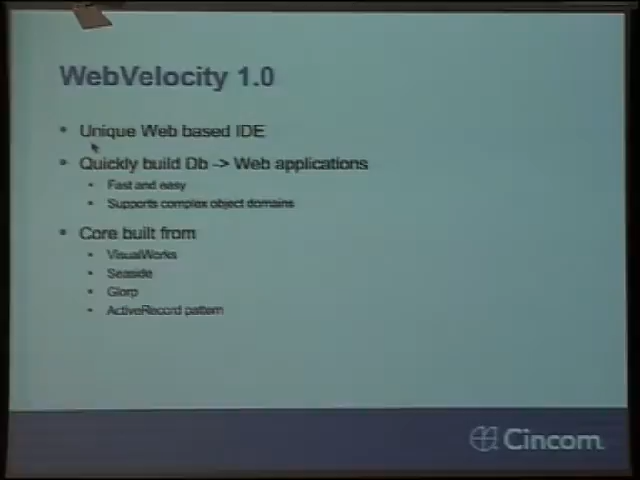 WebVelocity 1.0
Unique Web based IDE
Quickly build Db -> Web applications
Fast and easy
Supports complex object domains
Core built from
VisualWorks
Seaside
Glorp
ActiveRecord pattern
Cincom